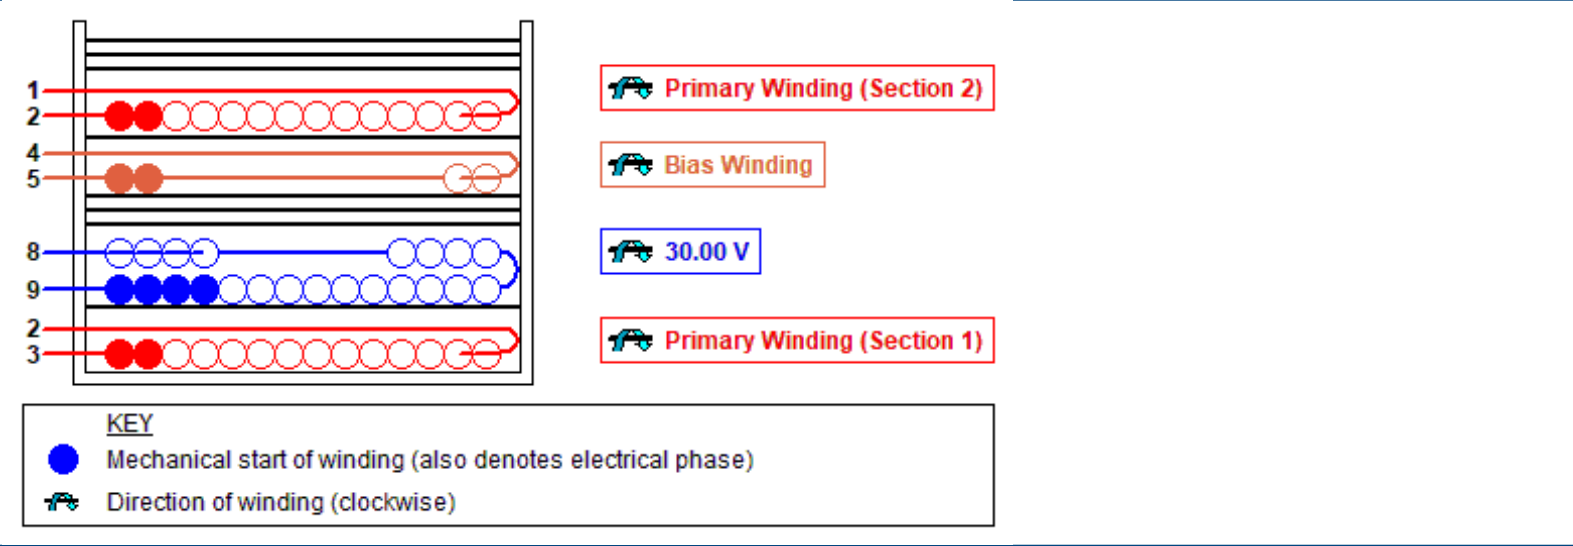 1
Primary Winding (Section 2)
2
4
Bias Winding
5
8
30.00 V
9
2
Primary Winding (Section 1)
3
KEY
Mechanical start of winding (also denotes electrical phase)
Direction of winding (clockwise)